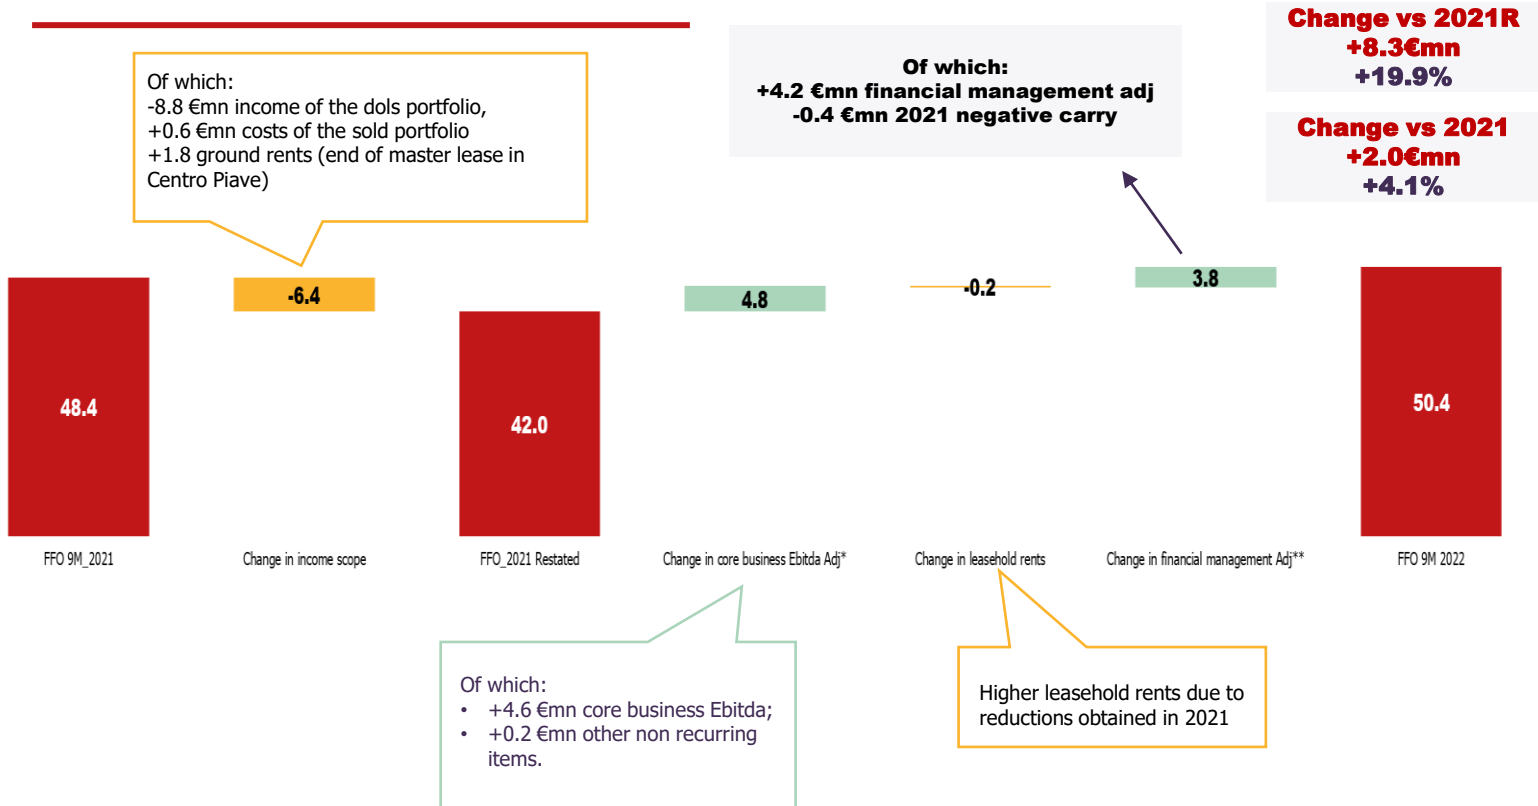 Change vs 2021R
+8.3€mn
+19.9%
Change vs 2021
+2.0€mn
+4.1%
Of which:
-8.8 €mn income of the dols portfolio,
+0.6 €mn costs of the sold portfolio
+1.8 ground rents (end of master lease in
Centro Piave)
Of which:
+4.2 €mn financial management adj
-0.4 €mn 2021 negative carry
48.4
-6.4
42.0
4.8
-0.2
3.8
50.4
FFO 9M_2021
Change in income scope
FFO_2021 Restated
Change in core business Ebitda Adj*
Change in leasehold rents
Change in financial management Adj**
FFO 9M 2022
Of which:
• +4.6 €mn core business Ebitda;
• +0.2 €mn other non recurring
items.
Higher leasehold rents due to
reductions obtained in 2021